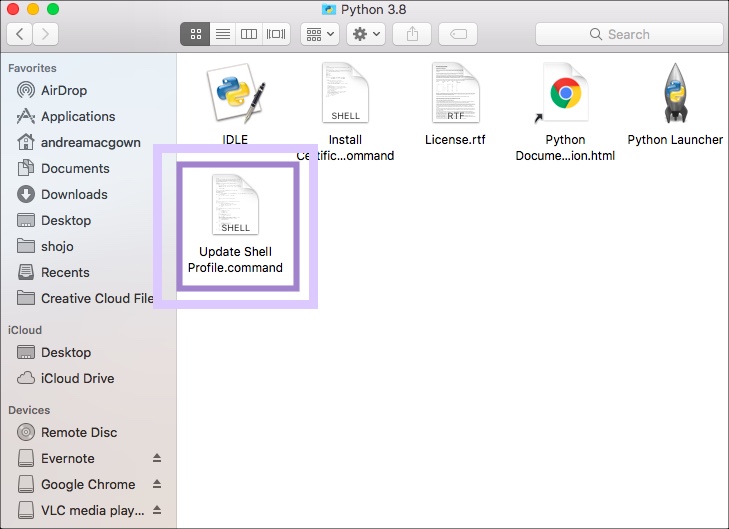 Python 3.8
Search
Favorites
AirDrop
Applications
andreamacgown
Documents
Downloads
Desktop
shojo
Recents
Creative Cloud File
iCloud
Desktop
iCloud Drive
Devices
Remote Disc
Evernote
Google Chrome
VLC media play...
IDLE
SHELL
Install
Certific...ommand
RTF
License.rtf
Python
Docume...ion.html
Python Launcher
SHELL
Update Shell
Profile.command